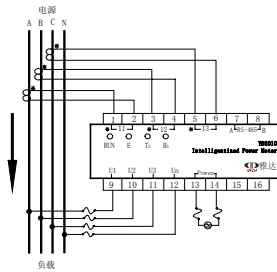 电源
A B C N
1 2 3 4 5 6 7 8
I1 I2 I3 A RS-485 B
RUN E Tx Rx
Intelligentized Power Meter
雅达
U1 U2 U3 Un Power
9 10 11 12 13 14 15 16
负载